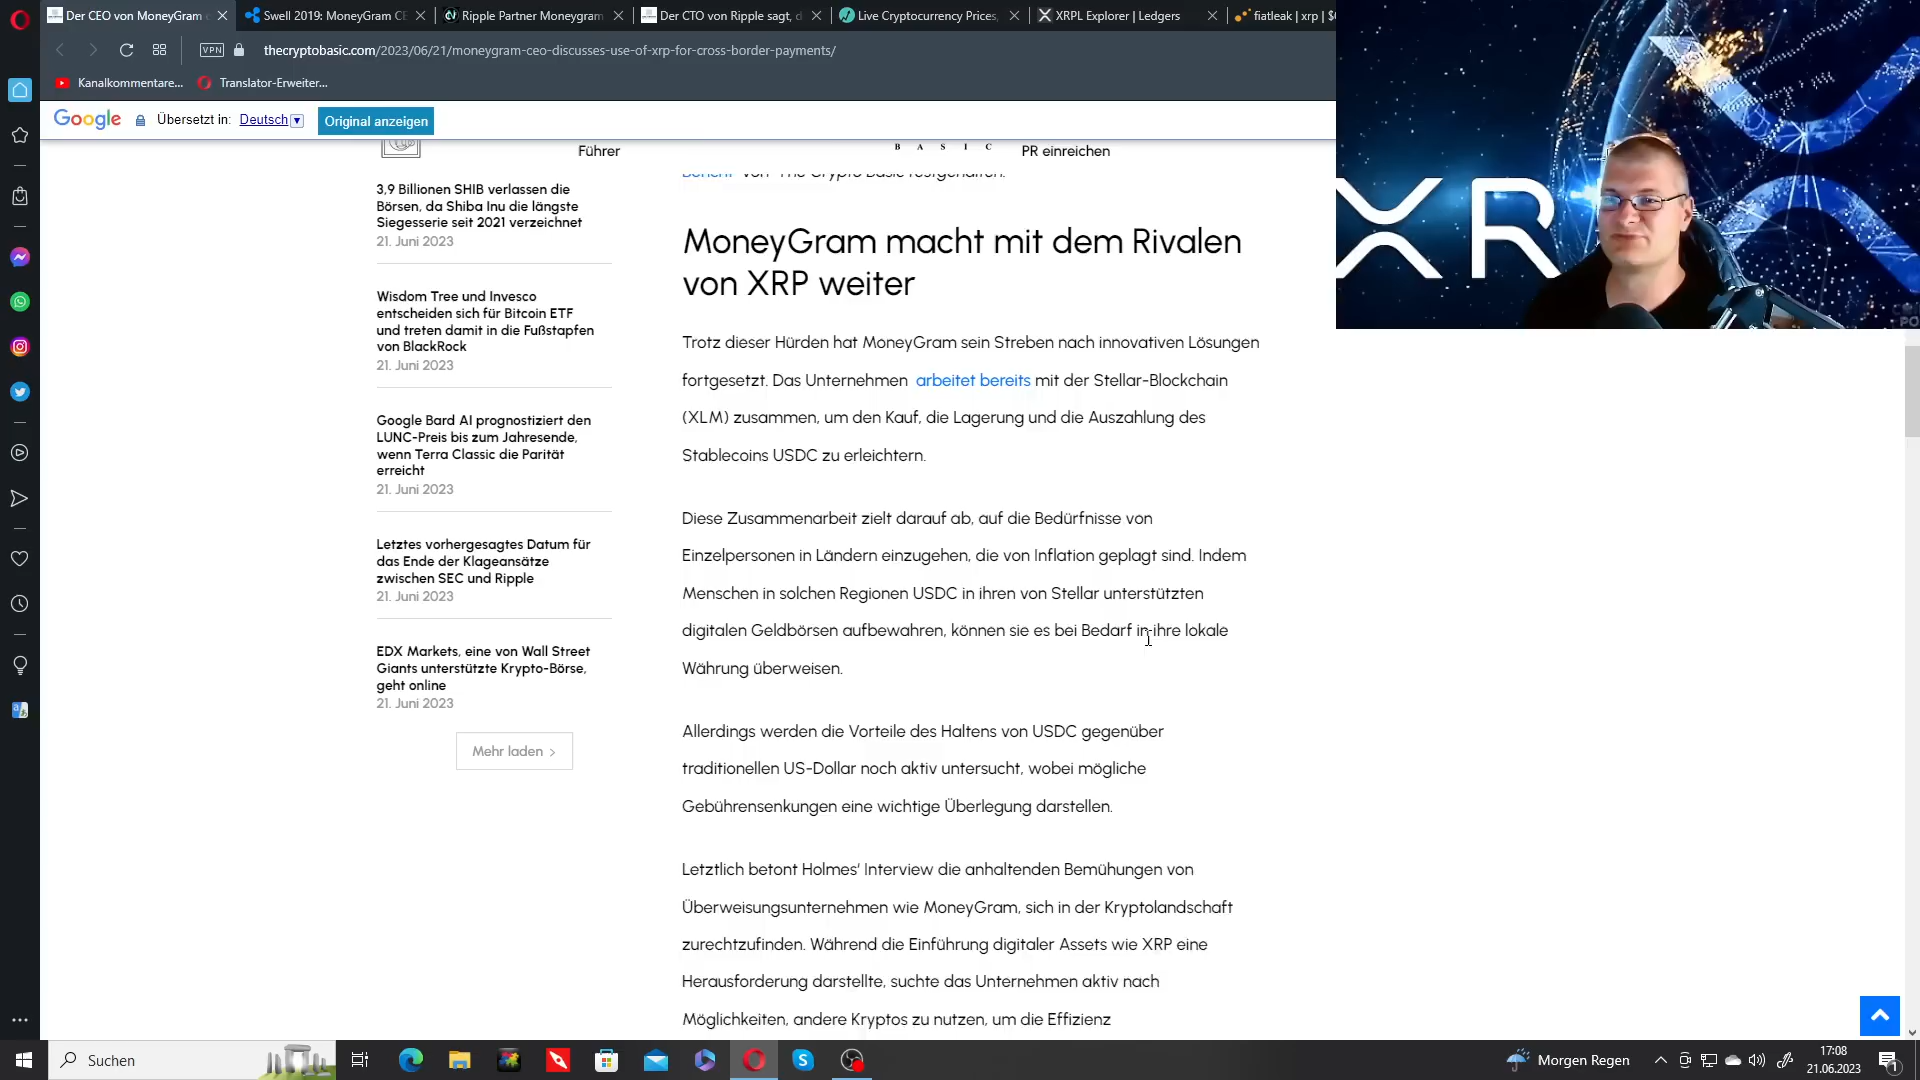 Der CEO von MoneyGram
Swell 2019: MoneyGram CE
Ripple Partner Moneygram
Der CTO von Ripple sagt, d
Live Cryptocurrency Prices,
XRPL Explorer | Ledgers
fiatleak | xrp | $
VPN
thecryptobasic.com/2023/06/21/moneygram-ceo-discusses-use-of-xrp-for-cross-border-payments/
Kanalkommentare...
Translator-Erweiter...
Google
Übersetzt in:
Deutsch
Original anzeigen
Führer
BASIC
PR einreichen
3,9 Billionen SHIB verlassen die
Börsen, da Shiba Inu die längste
Siegesserie seit 2021 verzeichnet
21. Juni 2023
Wisdom Tree und Invesco
entscheiden sich für Bitcoin ETF
und treten damit in die Fußstapfen
von BlackRock
21. Juni 2023
Google Bard AI prognostiziert den
LUNC-Preis bis zum Jahresende,
wenn Terra Classic die Parität
erreicht
21. Juni 2023
Letztes vorhergesagtes Datum für
das Ende der Klageansätze
zwischen SEC und Ripple
21. Juni 2023
EDX Markets, eine von Wall Street
Giants unterstützte Krypto-Börse,
geht online
21. Juni 2023
Mehr laden
Bericht von The Crypto Basic festgehalten.
MoneyGram macht mit dem Rivalen
von XRP weiter
Trotz dieser Hürden hat MoneyGram sein Streben nach innovativen Lösungen
fortgesetzt. Das Unternehmen arbeitet bereits mit der Stellar-Blockchain
(XLM) zusammen, um den Kauf, die Lagerung und die Auszahlung des
Stablecoins USDC zu erleichtern.
Diese Zusammenarbeit zielt darauf ab, auf die Bedürfnisse von
Einzelpersonen in Ländern einzugehen, die von Inflation geplagt sind. Indem
Menschen in solchen Regionen USDC in ihren von Stellar unterstützten
digitalen Geldbörsen aufbewahren, können sie es bei Bedarf in ihre lokale
Währung überweisen.
Allerdings werden die Vorteile des Haltens von USDC gegenüber
traditionellen US-Dollar noch aktiv untersucht, wobei mögliche
Gebührensenkungen eine wichtige Überlegung darstellen.
Letztlich betont Holmes' Interview die anhaltenden Bemühungen von
Überweisungsunternehmen wie MoneyGram, sich in der Kryptolandschaft
zurechtzufinden. Während die Einführung digitaler Assets wie XRP eine
Herausforderung darstellte, suchte das Unternehmen aktiv nach
Möglichkeiten, andere Kryptos zu nutzen, um die Effizienz
XR
Suchen
Morgen Regen
17:08
21.06.2023
1